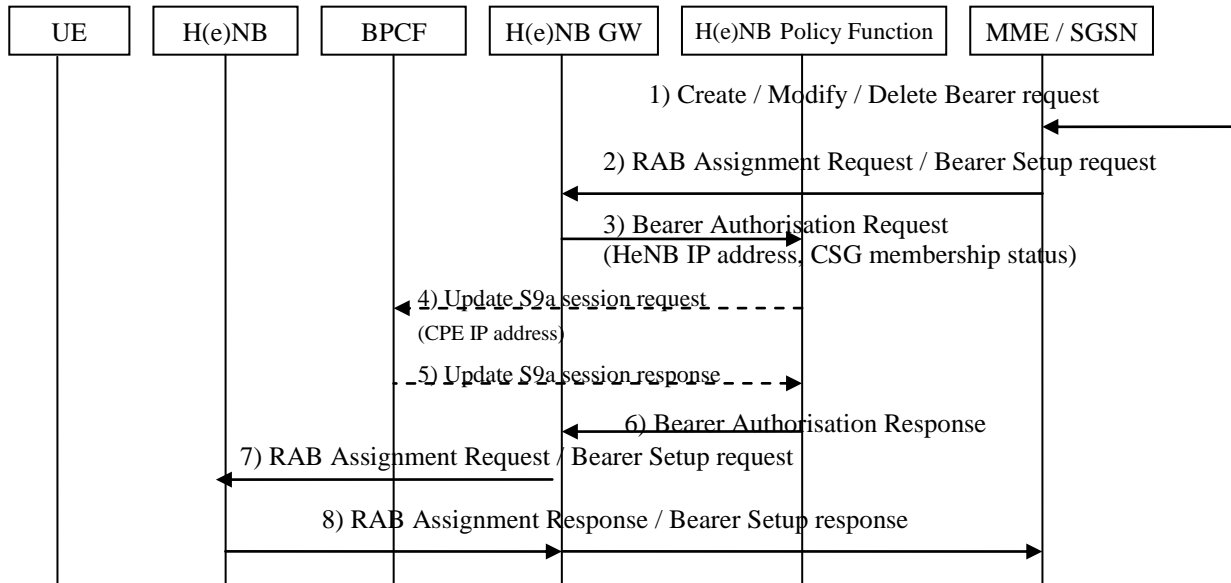 UE
H(e)NB
BPCF
H(e)NB GW
H(e)NB Policy Function
MME / SGSN
1) Create / Modify / Delete Bearer request
2) RAB Assignment Request / Bearer Setup request
3) Bearer Authorisation Request
(HeNB IP address, CSG membership status)
4) Update S9a session request
(CPE IP address)
5) Update S9a session response
6) Bearer Authorisation Response
7) RAB Assignment Request / Bearer Setup request
8) RAB Assignment Response / Bearer Setup response